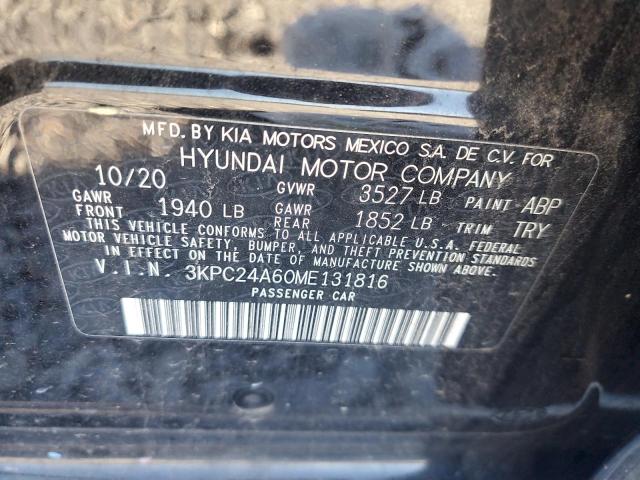 MFD. BY KIA MOTORS MEXICO S.A. DE C.V. FOR
HYUNDAI MOTOR COMPANY
10/20 GVWR 3527 LB PAINT ABP
GAWR FRONT 1940 LB GAWR REAR 1852 LB TRIM TRY
THIS VEHICLE CONFORMS TO ALL APPLICABLE U.S.A. FEDERAL
MOTOR VEHICLE SAFETY, BUMPER, AND THEFT PREVENTION STANDARDS
IN EFFECT ON THE DATE OF MANUFACTURE SHOWN ABOVE.
V.I.N. 3KPC24A60ME131816
PASSENGER CAR